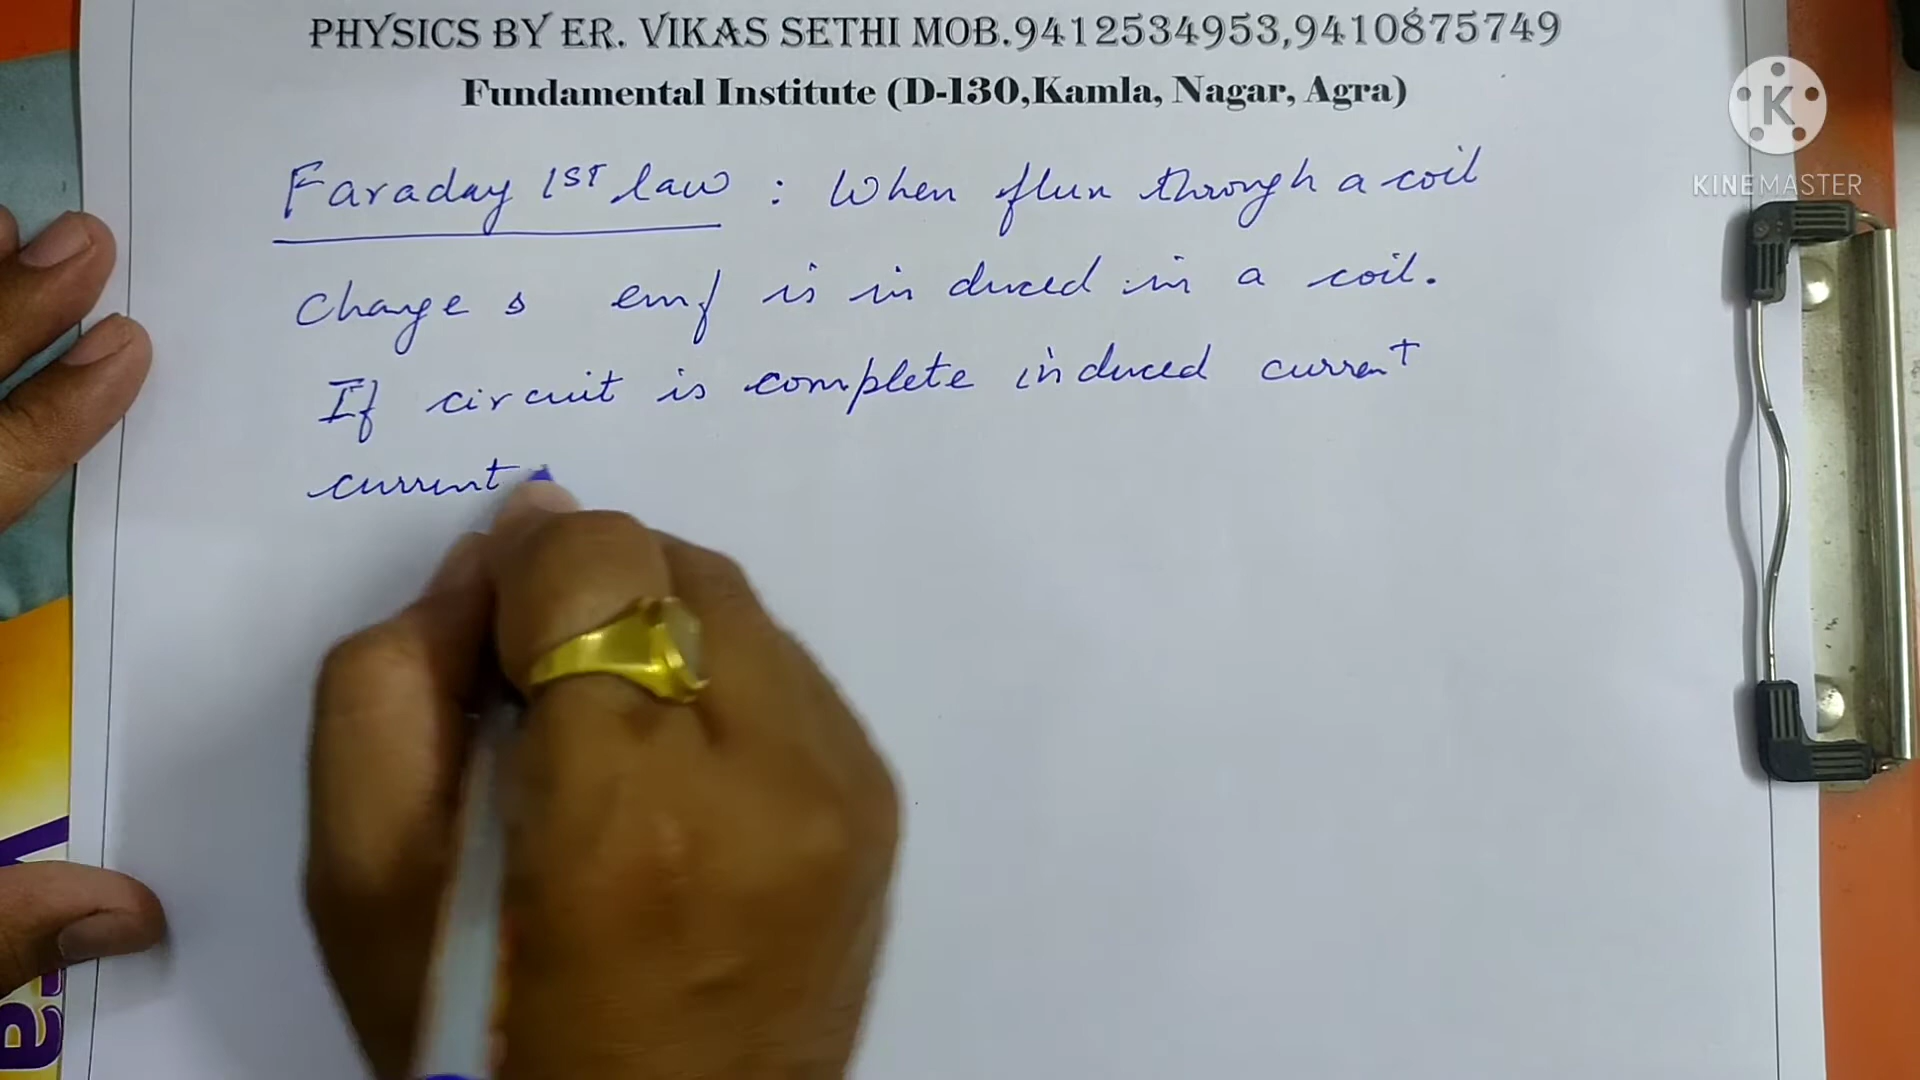 PHYSICS BY ER. VIKAS SETHI MOB.9412534953,9410875749
Fundamental Institute (D-130,Kamla, Nagar, Agra)
K
KINEMASTER
Faraday 1ST law : When flux through a coil
changes emf is induced in a coil.
If circuit is complete induced current
current